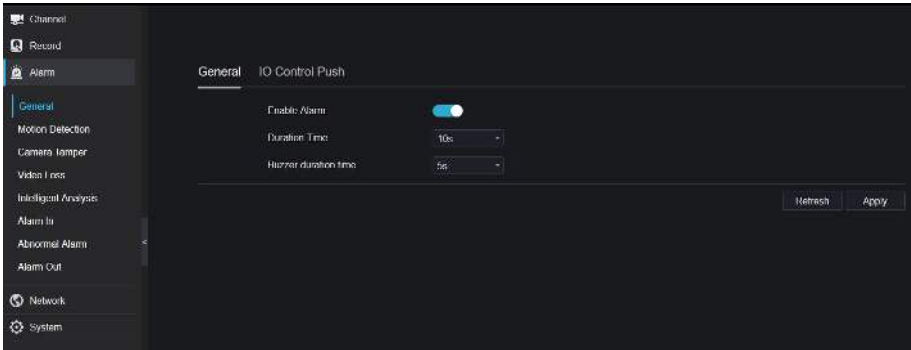 Channel
Record
Alarm
General
Motion Detection
Camera Tamper
Video Loss
Intelligent Analysis
Alarm In
Abnormal Alarm
Alarm Out
Network
System
General IO Control Push
Enable Alarm
Duration Time 10s
Buzzer duration time 5s
Refresh Apply